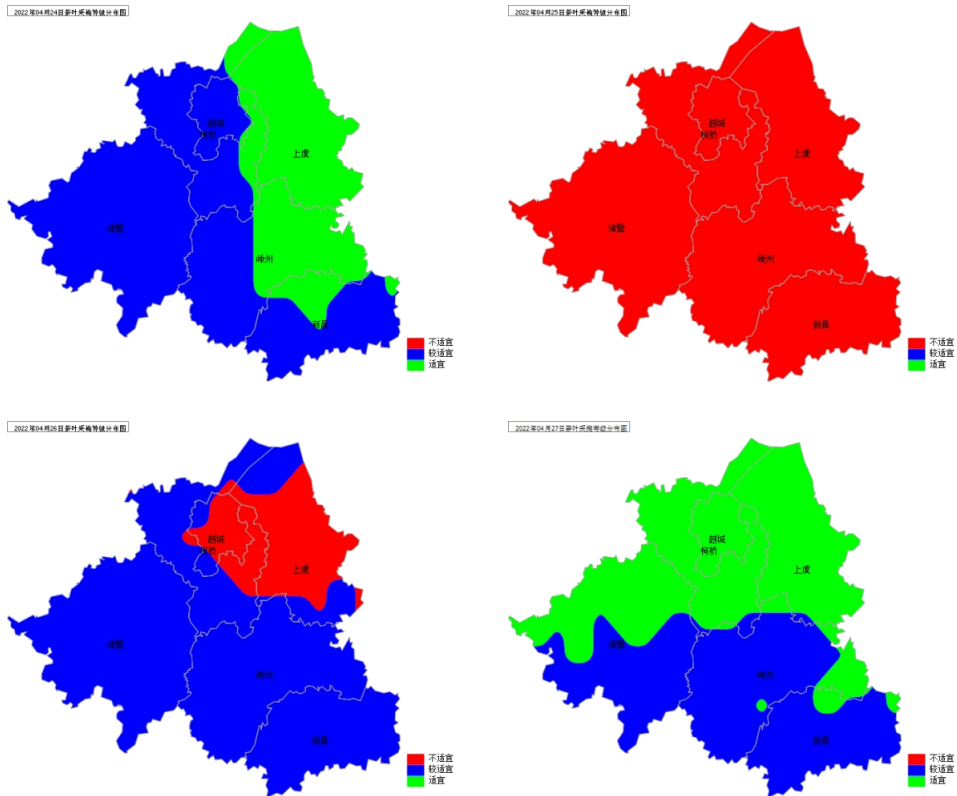 2022年04月24日茶叶采摘等级分布图
越城
柯桥
上虞
诸暨
嵊州
新昌
不适宜
较适宜
适宜
2022年04月25日茶叶采摘等级分布图
越城
柯桥
上虞
诸暨
嵊州
新昌
不适宜
较适宜
适宜
2022年04月26日茶叶采摘等级分布图
越城
柯桥
上虞
诸暨
嵊州
新昌
不适宜
较适宜
适宜
2022年04月27日茶叶采摘等级分布图
越城
柯桥
上虞
诸暨
嵊州
新昌
不适宜
较适宜
适宜